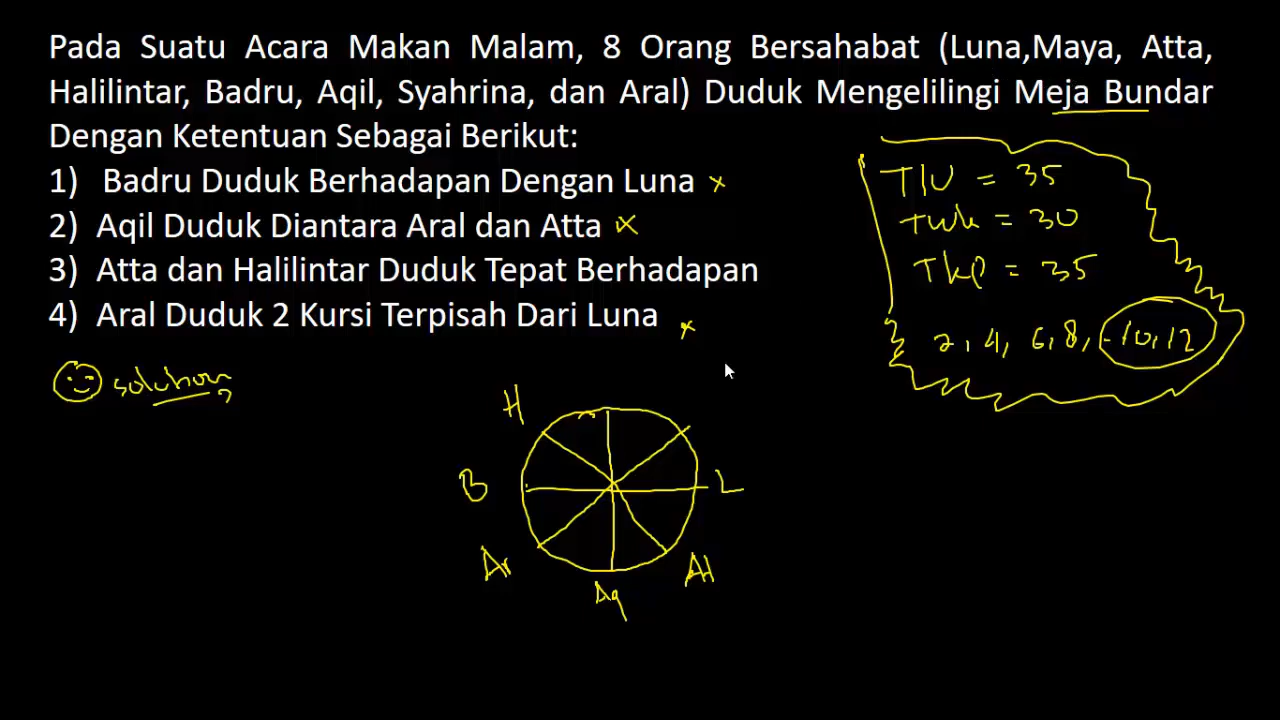 Pada Suatu Acara Makan Malam, 8 Orang Bersahabat (Luna,Maya, Atta,
Halilintar, Badru, Aqil, Syahrina, dan Aral) Duduk Mengelilingi Meja Bundar
Dengan Ketentuan Sebagai Berikut:
1) Badru Duduk Berhadapan Dengan Luna ×
2) Aqil Duduk Diantara Aral dan Atta ×
3) Atta dan Halilintar Duduk Tepat Berhadapan
4) Aral Duduk 2 Kursi Terpisah Dari Luna ×
TIU = 35
TWK = 30
TKP = 35
2, 4, 6, 8, -10, 12
solution
H
B
L
Ar
Aq
At